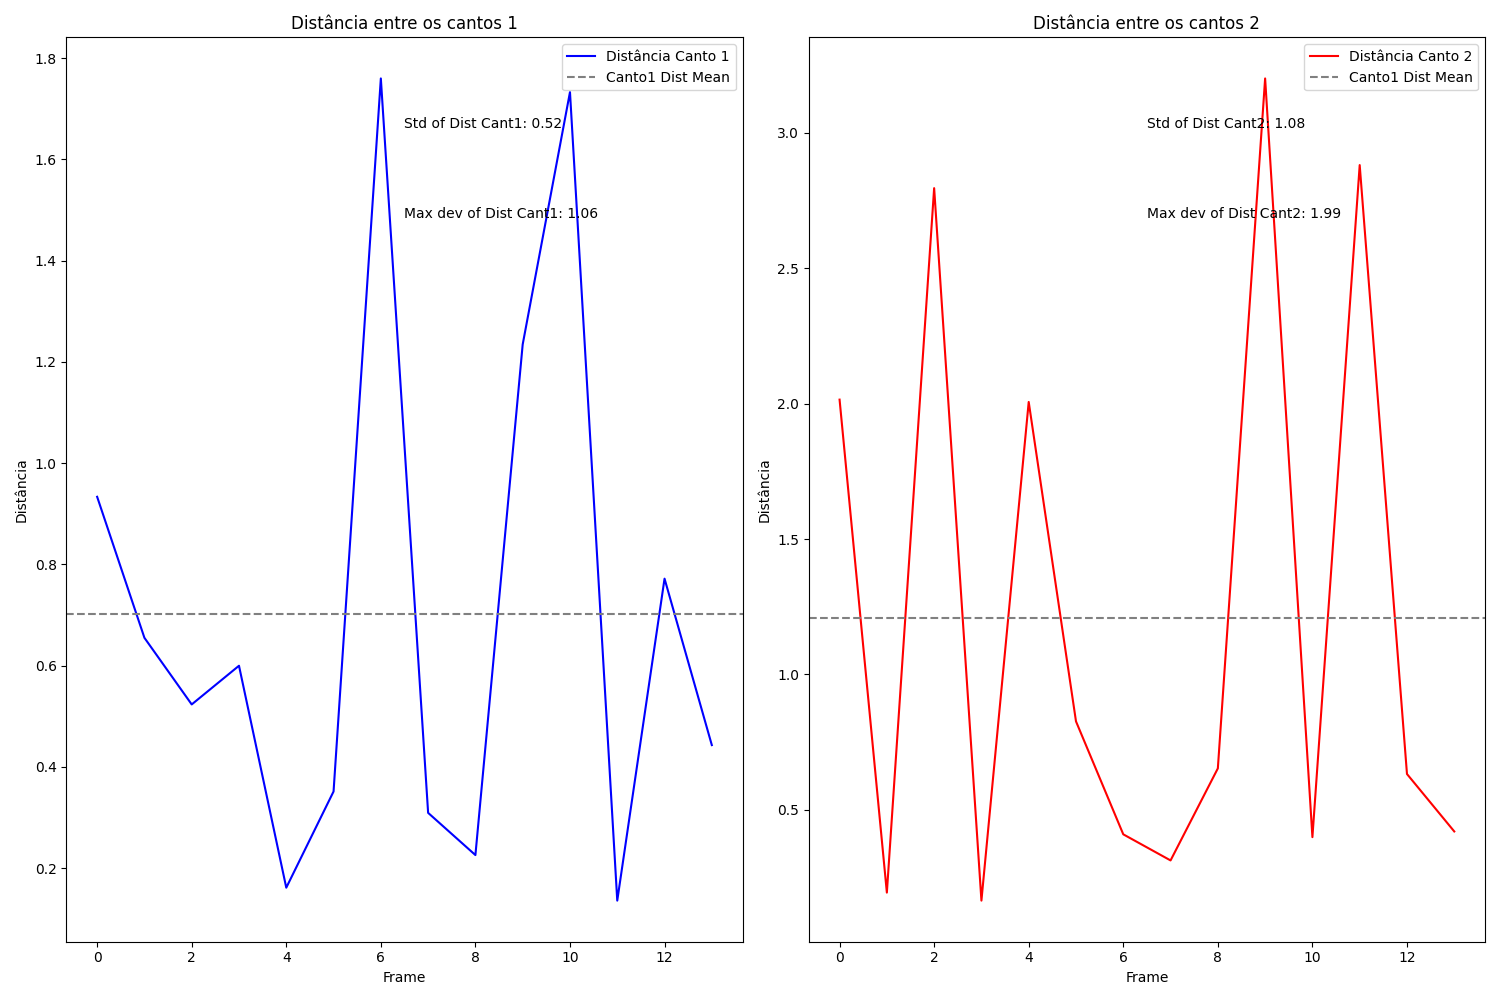 Distância entre os cantos 1
Distância Canto 1
Canto1 Dist Mean
Std of Dist Cant1: 0.52
Max dev of Dist Cant1: 1.06
Distância
1.8
1.6
1.4
1.2
1.0
0.8
0.6
0.4
0.2
0 2 4 6 8 10 12
Frame
Distância entre os cantos 2
Distância Canto 2
Canto1 Dist Mean
Std of Dist Cant2: 1.08
Max dev of Dist Cant2: 1.99
Distância
3.0
2.5
2.0
1.5
1.0
0.5
0 2 4 6 8 10 12
Frame